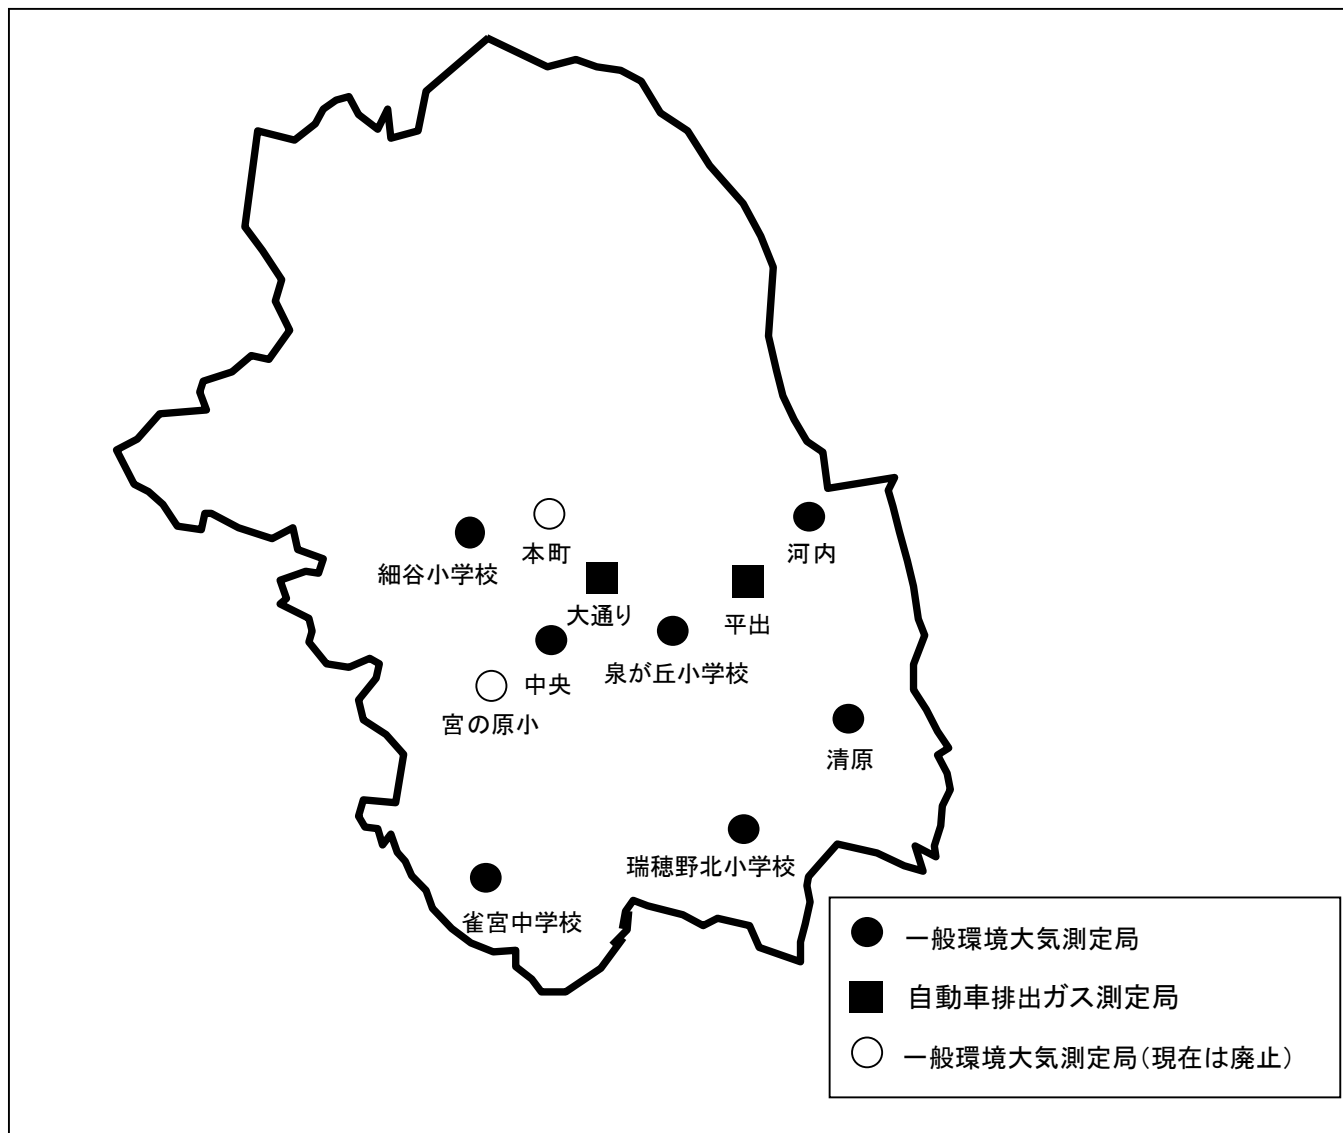 本町
河内
細谷小学校
大通り
平出
泉が丘小学校
中央
宮の原小
清原
瑞穂野北小学校
雀宮中学校
一般環境大気測定局
自動車排出ガス測定局
一般環境大気測定局(現在は廃止)